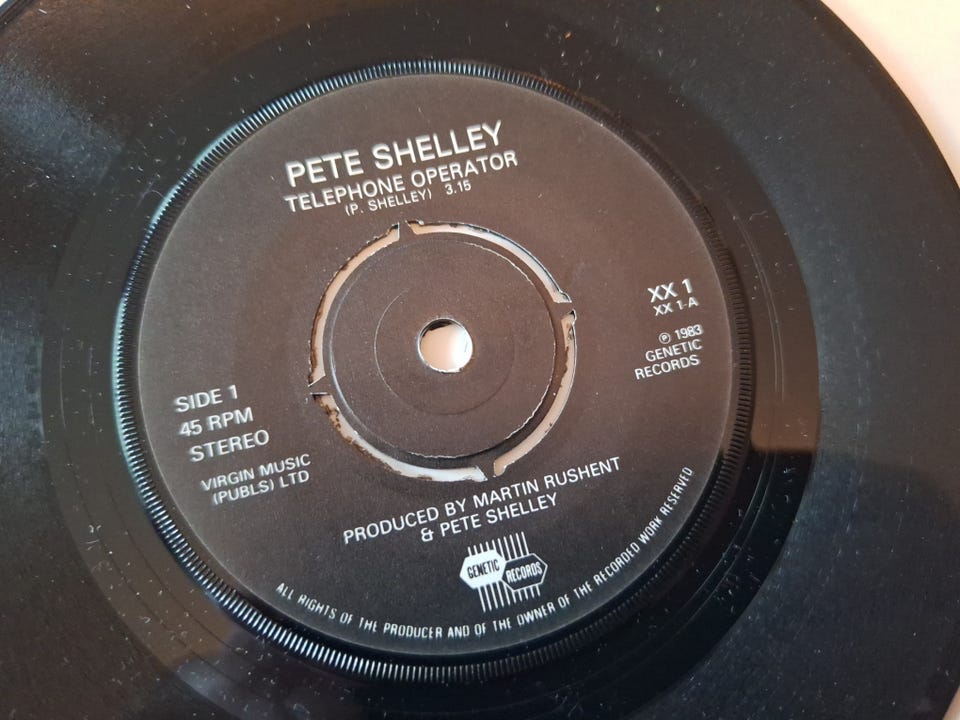 PETE SHELLEY
TELEPHONE OPERATOR
(P. SHELLEY) 3.15
XX 1
XX 1-A
℗ 1983
GENETIC
RECORDS
SIDE 1
45 RPM
STEREO
VIRGIN MUSIC
(PUBLS) LTD
PRODUCED BY MARTIN RUSHENT
& PETE SHELLEY
GENETIC RECORDS
ALL RIGHTS OF THE PRODUCER AND OF THE OWNER OF THE RECORDED WORK RESERVED